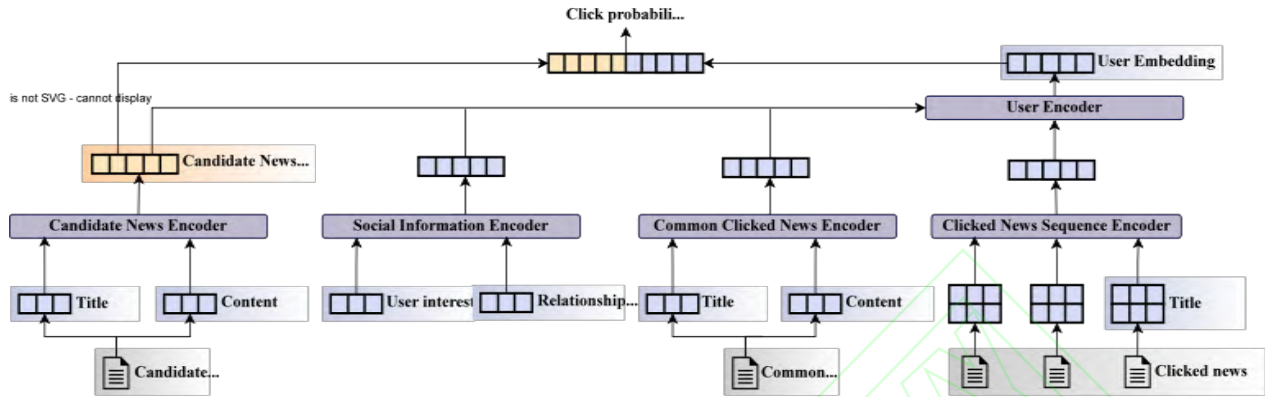 Click probabili...
User Embedding
is not SVG - cannot display
User Encoder
Candidate News...
Candidate News Encoder
Social Information Encoder
Common Clicked News Encoder
Clicked News Sequence Encoder
Title
Content
User interest
Relationship...
Title
Content
Title
Candidate...
Common...
Clicked news